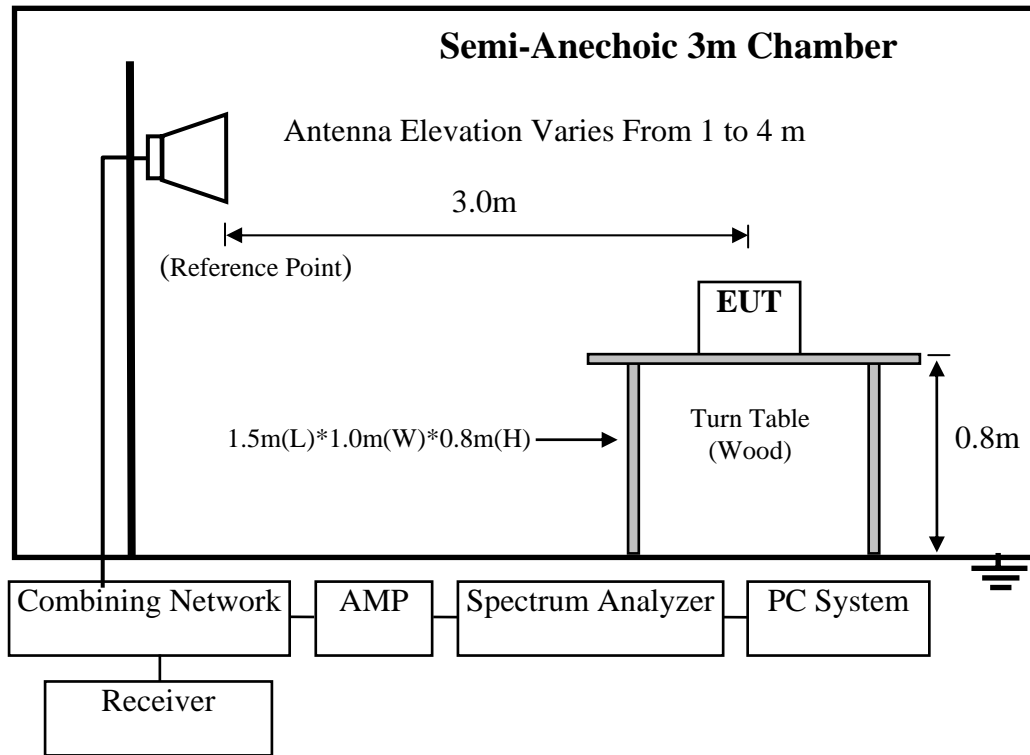 Semi-Anechoic 3m Chamber
Antenna Elevation Varies From 1 to 4 m
3.0m
(Reference Point)
EUT
1.5m(L)*1.0m(W)*0.8m(H)
Turn Table
(Wood)
0.8m
Combining Network
AMP
Spectrum Analyzer
PC System
Receiver